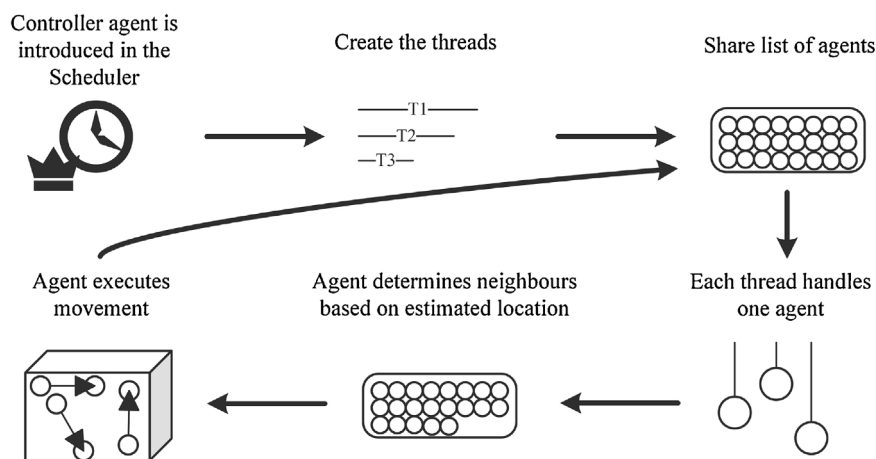 Controller agent is
introduced in the
Scheduler
Create the threads
T1
T2
T3
Share list of agents
Each thread handles
one agent
Agent determines neighbours
based on estimated location
Agent executes
movement